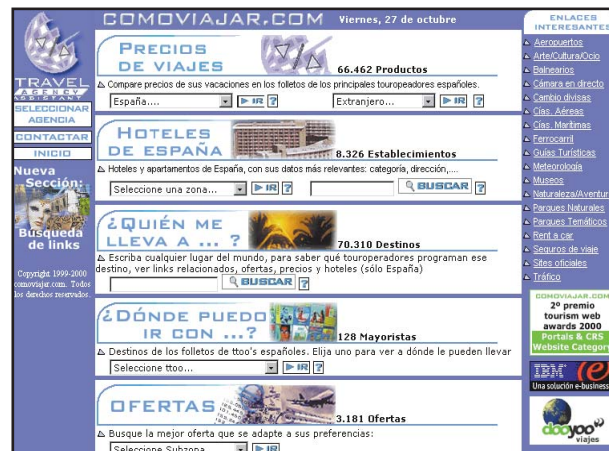 COMOVIAJAR.COM Viernes, 27 de octubre
TRAVEL
AGENCY
ASSISTANT
SELECCIONAR
AGENCIA
CONTACTAR
INICIO
Nueva
Sección:
Búsqueda
de links
Copyright 1999-2000
comoviajar.com. Todos
los derechos reservados.
PRECIOS
DE VIAJES
66.462 Productos
Compare precios de sus vacaciones en los folletos de los principales touropeadores españoles.
España.... IR ? Extranjero... IR ?
HOTELES
DE ESPAÑA
8.326 Establecimientos
Hoteles y apartamentos de España, con sus datos más relevantes: categoría, dirección,....
Seleccione una zona... IR ? BUSCAR ?
¿QUIÉN ME
LLEVA A ... ?
70.310 Destinos
Escriba cualquier lugar del mundo, para saber qué touroperadores programan ese
destino, ver links relacionados, ofertas, precios y hoteles (sólo España)
BUSCAR ?
¿DÓNDE PUEDO
IR CON ...?
128 Mayoristas
Destinos de los folletos de ttoo's españoles. Elija uno para ver a dónde le pueden llevar
Seleccione ttoo... IR ?
OFERTAS
3.181 Ofertas
Busque la mejor oferta que se adapte a sus preferencias:
Seleccione Subzona... IR
ENLACES
INTERESANTES
Aeropuertos
Arte/Cultura/Ocio
Balnearios
Cámara en directo
Cambio divisas
Cías. Aéreas
Cías. Marítimas
Ferrocarril
Guías Turísticas
Meteorología
Museos
Naturaleza/Aventur
Parques Naturales
Parques Temáticos
Rent a car
Seguros de viaje
Sites oficiales
Tráfico
COMOVIAJAR.COM
2º premio
tourism web
awards 2000
Portals & CRS
Website Categor
IBM e
Una solución e-business
dooyoo
viajes